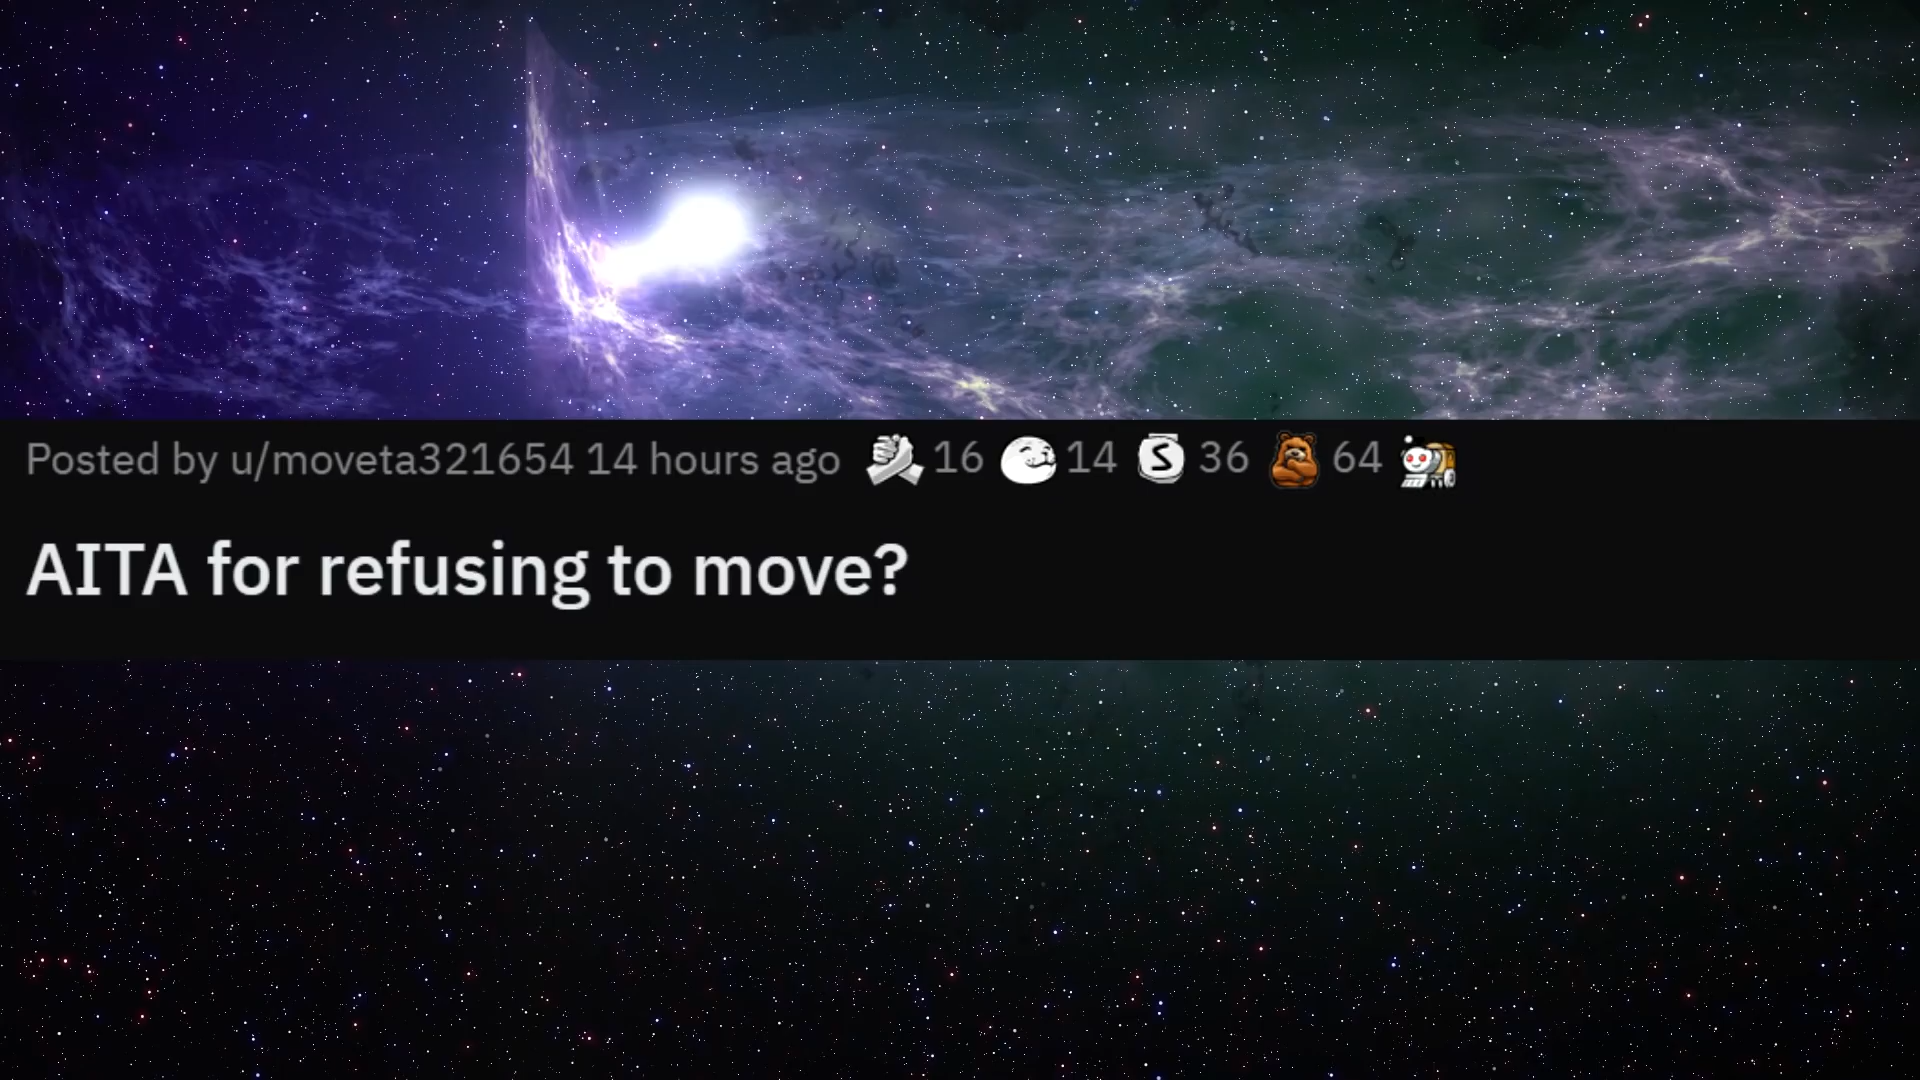 Posted by u/moveta321654 14 hours ago 16 14 S 36 64
AITA for refusing to move?